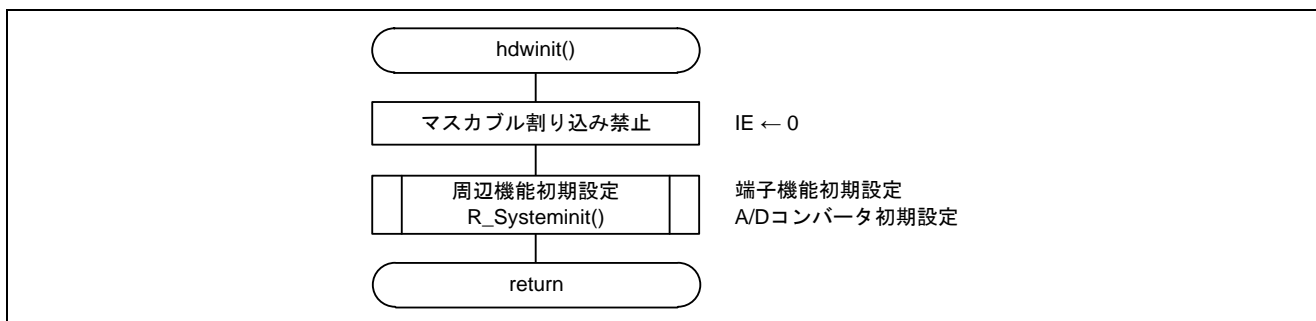 hdwinit()
マスカブル割り込み禁止
IE ← 0
周辺機能初期設定
R_Systeminit()
端子機能初期設定
A/Dコンバータ初期設定
return